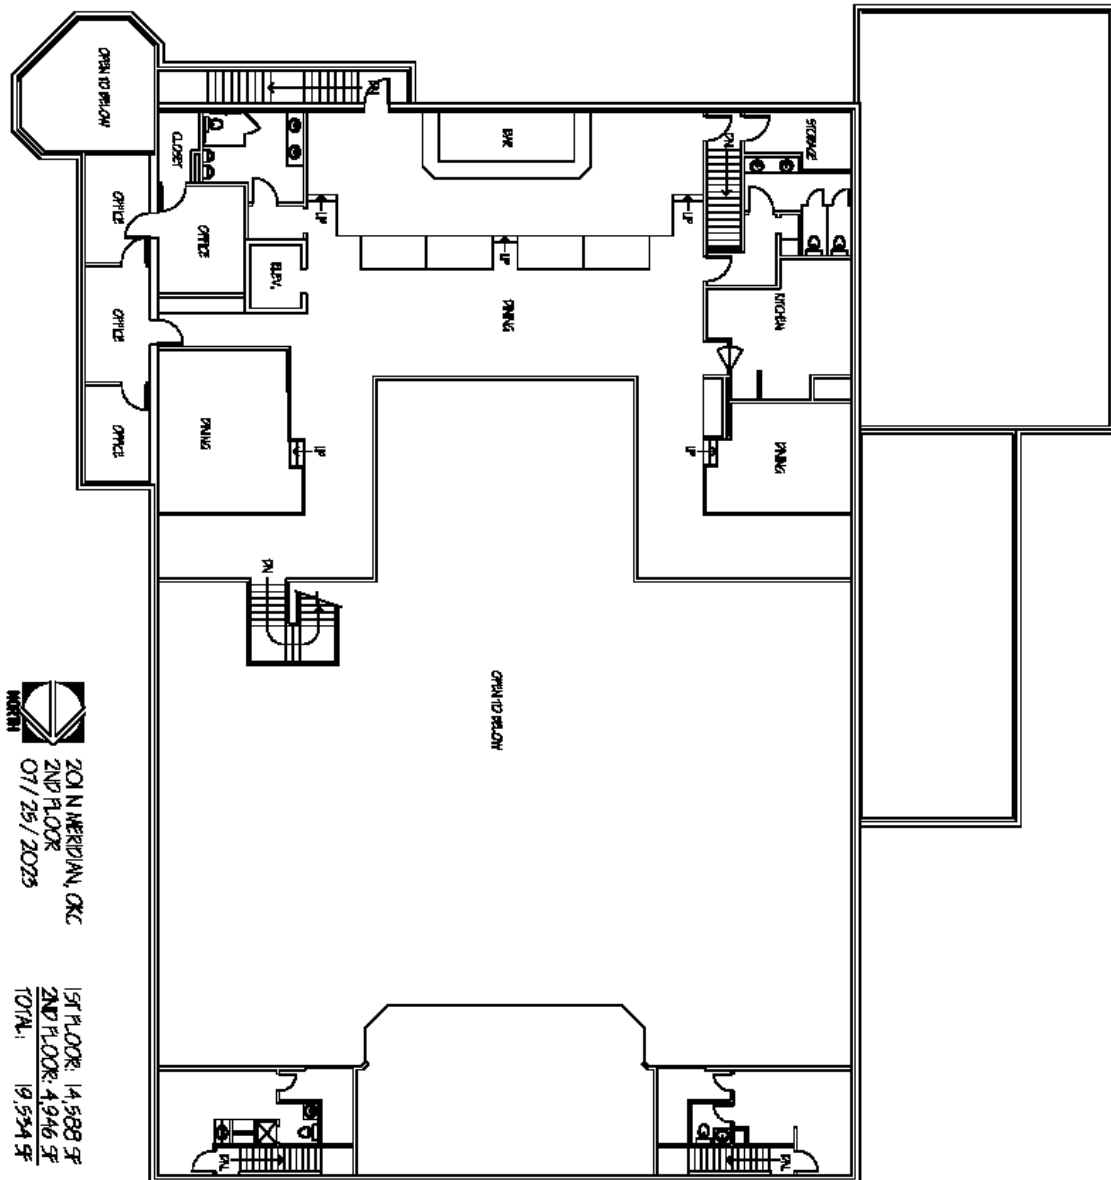 STORAGE
KITCHEN
DINING
DN.
DN.
UP
UP
BAR
UP
DINING
OPEN TO BELOW
DN.
UP
UP
ELEV.
DN.
DN.
OFFICE
DINING
CLOSET
OFFICE
OFFICE
OFFICE
OPEN TO BELOW
NORTH
201 N MERIDIAN, OKC
2ND FLOOR
07 / 25 / 2023
1ST FLOOR: 14,588 SF
2ND FLOOR: 4,946 SF
TOTAL: 19,534 SF